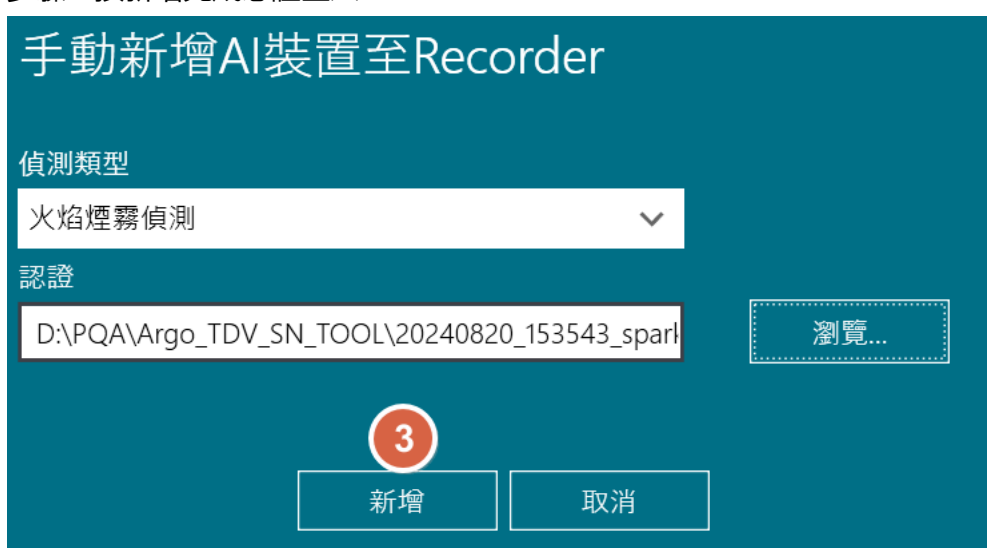 手動新增AI裝置至Recorder
偵測類型
火焰煙霧偵測
認證
D:\PQA\Argo_TDV_SN_TOOL\20240820_153543_spark
瀏覽...
3
新增
取消